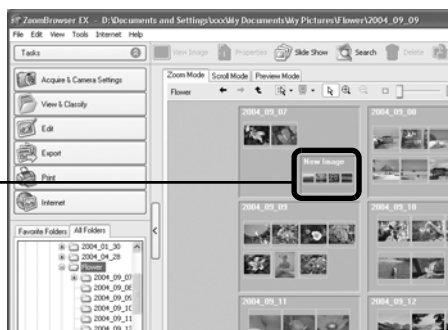 ZoomBrowser EX - D:\Documents and Settings\xxx\My Documents\My Pictures\Flower\2004_09_09
File Edit View Tools Internet Help
Tasks
New Image Properties Slide Show Search Delete
Acquire & Camera Settings
View & Classify
Edit
Export
Print
Internet
Zoom Mode Scroll Mode Preview Mode
Flower
2004_09_07 2004_09_08
New Image
2004_09_09 2004_09_10
2004_09_11 2004_09_12
Favorite Folders All Folders
2004_01_30
2004_04_28
Flower
2004_09_07
2004_09_08
2004_09_09
2004_09_10
2004_09_11
2004_09_12